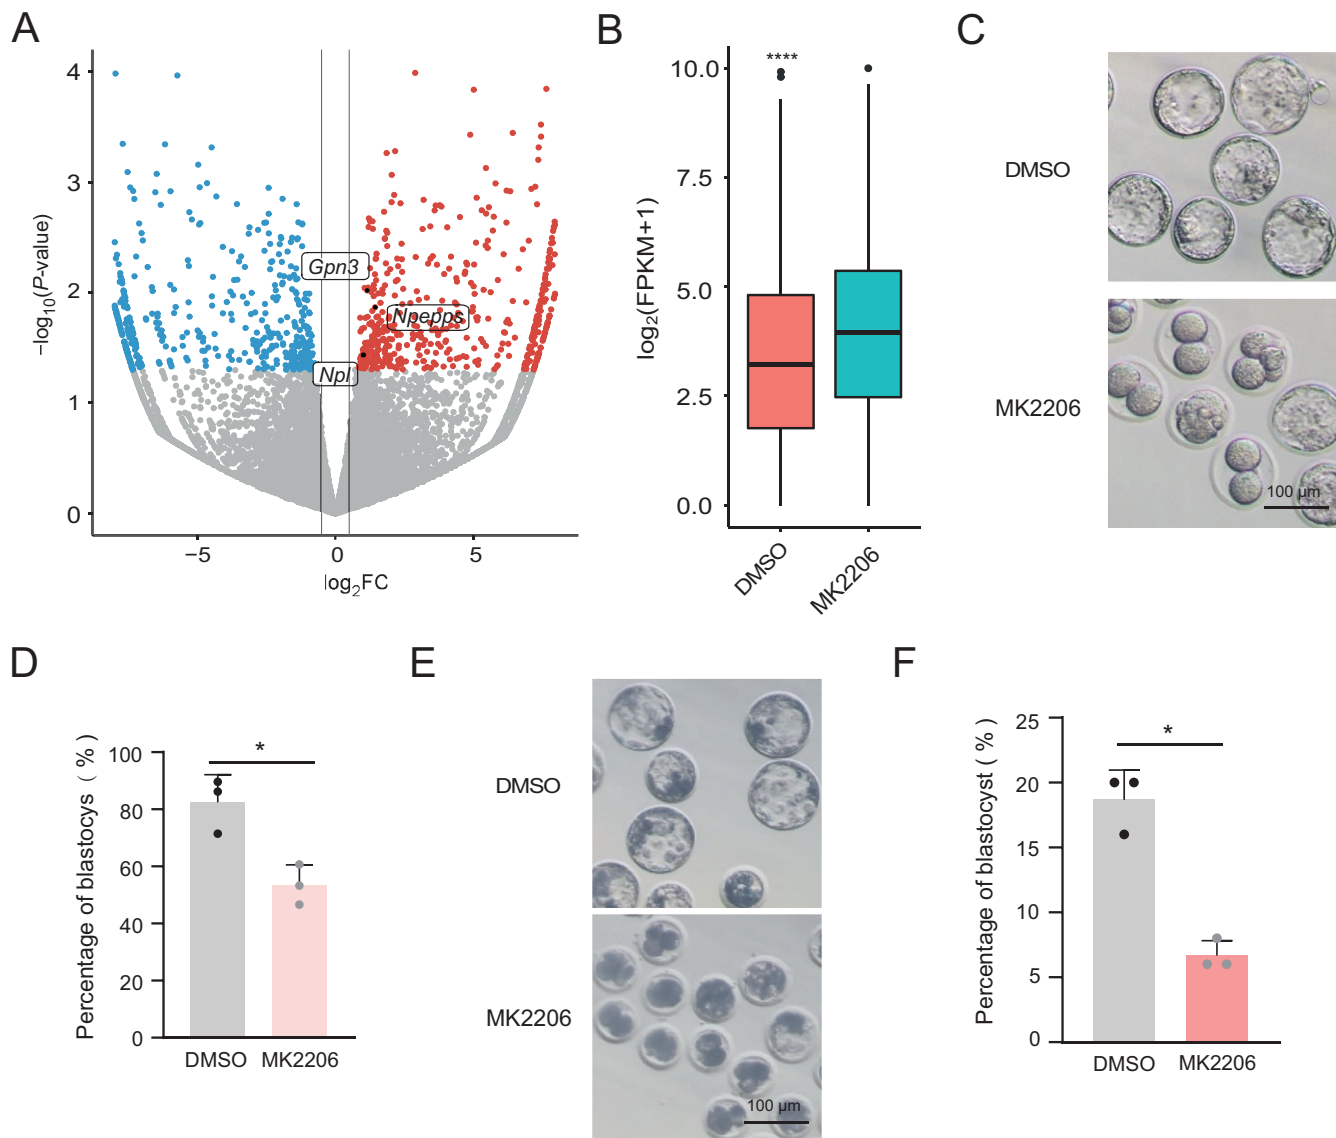 A
−log10(P-value)
4
3
2
1
0
Gpn3
Npepps
Npl
−5
0
5
log2FC
B
****
log2(FPKM+1)
10.0
7.5
5.0
2.5
0.0
DMSO
MK2206
C
DMSO
MK2206
100 μm
D
Percentage of blastocys ( % )
100
80
60
40
20
0
*
DMSO
MK2206
E
DMSO
MK2206
100 μm
F
Percentage of blastocyst ( % )
25
20
15
10
5
0
*
DMSO
MK2206